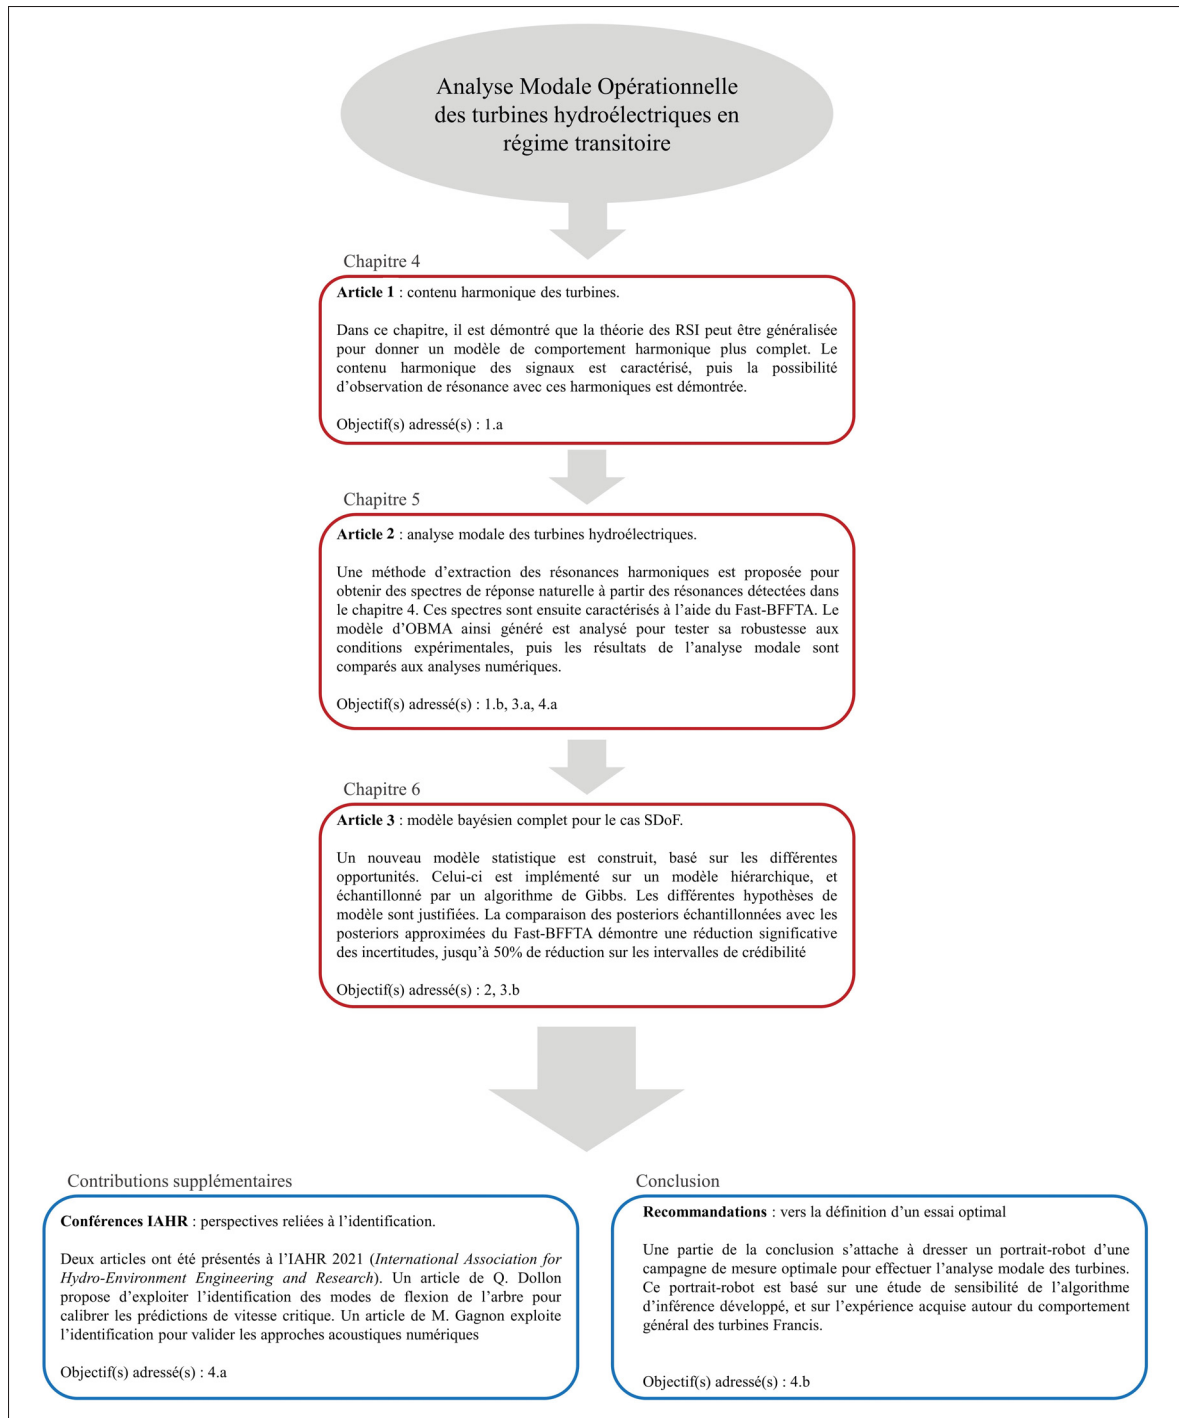 Analyse Modale Opérationnelle
des turbines hydroélectriques en
régime transitoire
Chapitre 4
Article 1 : contenu harmonique des turbines.
Dans ce chapitre, il est démontré que la théorie des RSI peut être généralisée
pour donner un modèle de comportement harmonique plus complet. Le
contenu harmonique des signaux est caractérisé, puis la possibilité
d’observation de résonance avec ces harmoniques est démontrée.
Objectif(s) adressé(s) : 1.a
Chapitre 5
Article 2 : analyse modale des turbines hydroélectriques.
Une méthode d’extraction des résonances harmoniques est proposée pour
obtenir des spectres de réponse naturelle à partir des résonances détectées dans
le chapitre 4. Ces spectres sont ensuite caractérisés à l’aide du Fast-BFFTA. Le
modèle d’OBMA ainsi généré est analysé pour tester sa robustesse aux
conditions expérimentales, puis les résultats de l’analyse modale sont
comparés aux analyses numériques.
Objectif(s) adressé(s) : 1.b, 3.a, 4.a
Chapitre 6
Article 3 : modèle bayésien complet pour le cas SDoF.
Un nouveau modèle statistique est construit, basé sur les différentes
opportunités. Celui-ci est implémenté sur un modèle hiérarchique, et
échantillonné par un algorithme de Gibbs. Les différentes hypothèses de
modèle sont justifiées. La comparaison des posteriors échantillonnées avec les
posteriors approximées du Fast-BFFTA démontre une réduction significative
des incertitudes, jusqu’à 50% de réduction sur les intervalles de crédibilité
Objectif(s) adressé(s) : 2, 3.b
Contributions supplémentaires
Conférences IAHR : perspectives reliées à l’identification.
Deux articles ont été présentés à l’IAHR 2021 (International Association for
Hydro-Environment Engineering and Research). Un article de Q. Dollon
propose d’exploiter l’identification des modes de flexion de l’arbre pour
calibrer les prédictions de vitesse critique. Un article de M. Gagnon exploite
l’identification pour valider les approches acoustiques numériques
Objectif(s) adressé(s) : 4.a
Conclusion
Recommandations : vers la définition d’un essai optimal
Une partie de la conclusion s’attache à dresser un portrait-robot d’une
campagne de mesure optimale pour effectuer l’analyse modale des turbines.
Ce portrait-robot est basé sur une étude de sensibilité de l’algorithme
d’inférence développé, et sur l’expérience acquise autour du comportement
général des turbines Francis.
Objectif(s) adressé(s) : 4.b